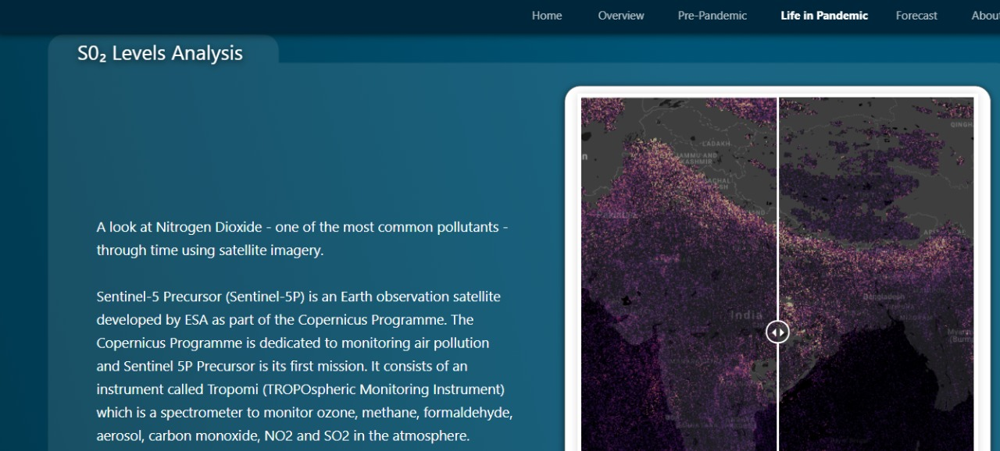 Home Overview Pre-Pandemic Life in Pandemic Forecast Abou
S0₂ Levels Analysis
A look at Nitrogen Dioxide - one of the most common pollutants -
through time using satellite imagery.
Sentinel-5 Precursor (Sentinel-5P) is an Earth observation satellite
developed by ESA as part of the Copernicus Programme. The
Copernicus Programme is dedicated to monitoring air pollution
and Sentinel 5P Precursor is its first mission. It consists of an
instrument called Tropomi (TROPOspheric Monitoring Instrument)
which is a spectrometer to monitor ozone, methane, formaldehyde,
aerosol, carbon monoxide, NO2 and SO2 in the atmosphere.
QINGH
LADAKH
n
JAMMU AND
KASHMIR
Bangladesh
India
Myanm
(Burm